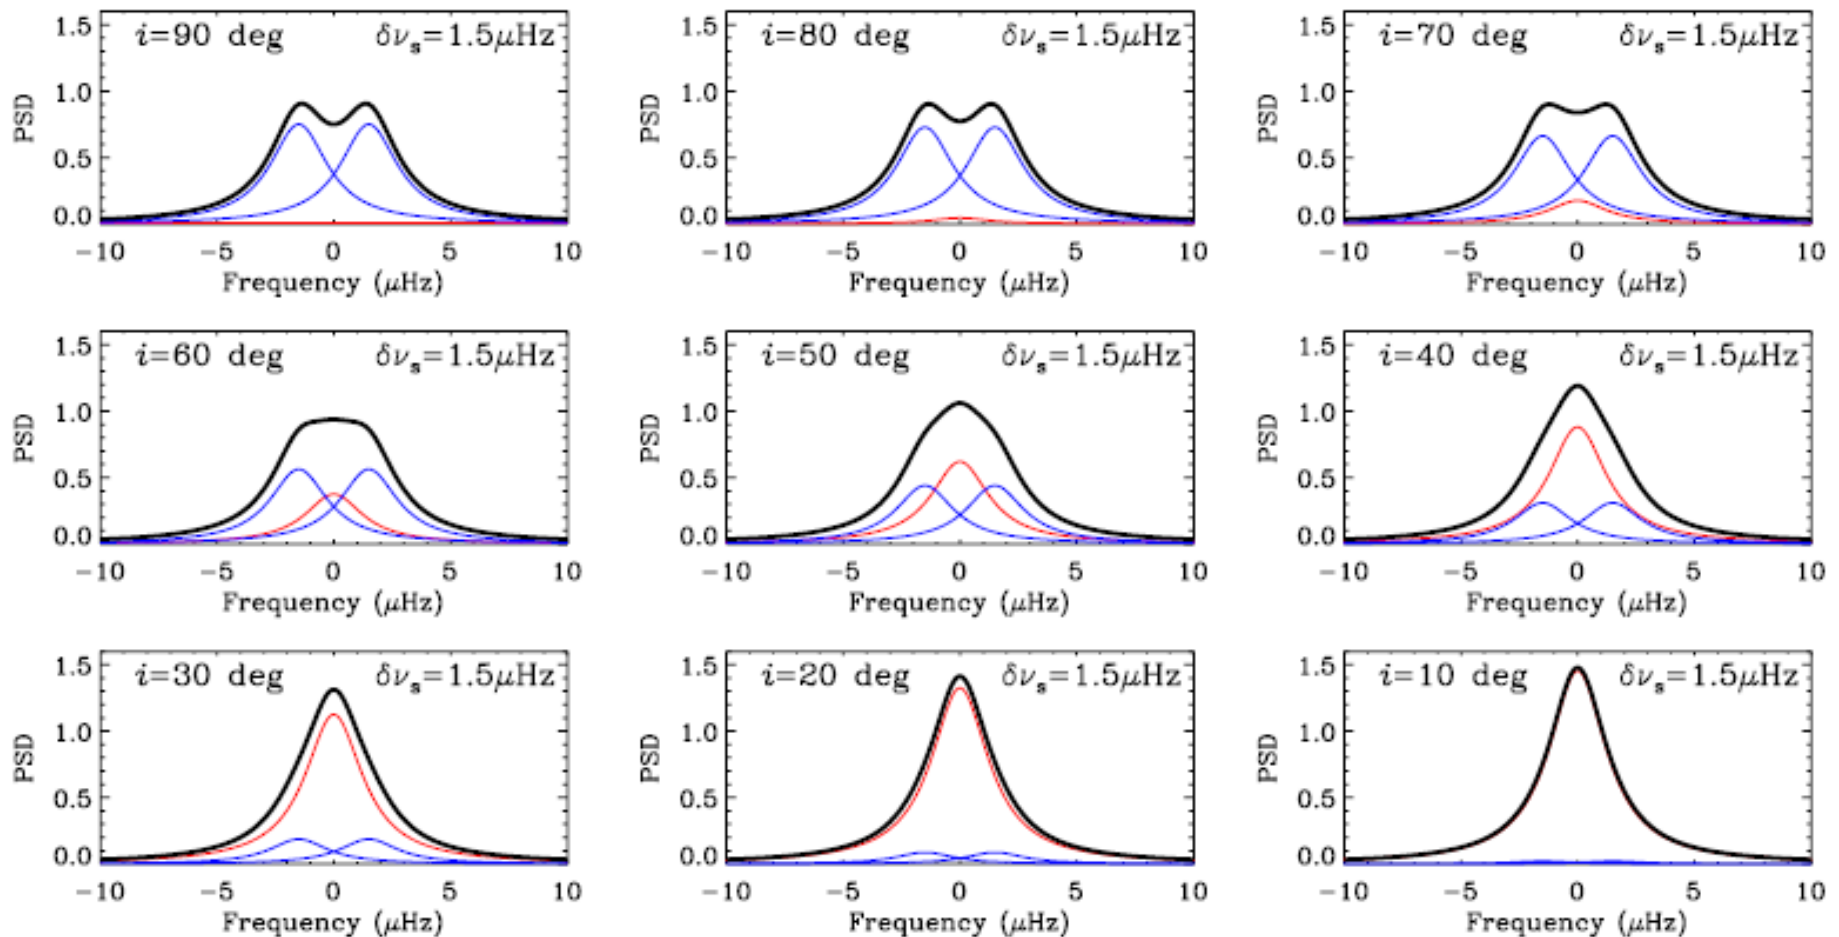 i=90 deg δν_s=1.5μHz
i=80 deg δν_s=1.5μHz
i=70 deg δν_s=1.5μHz
1.5 1.5 1.5
1.0 1.0 1.0
0.5 0.5 0.5
0.0 0.0 0.0
PSD PSD PSD
−10 −5 0 5 10 −10 −5 0 5 10 −10 −5 0 5 10
Frequency (μHz) Frequency (μHz) Frequency (μHz)
i=60 deg δν_s=1.5μHz
i=50 deg δν_s=1.5μHz
i=40 deg δν_s=1.5μHz
1.5 1.5 1.5
1.0 1.0 1.0
0.5 0.5 0.5
0.0 0.0 0.0
PSD PSD PSD
−10 −5 0 5 10 −10 −5 0 5 10 −10 −5 0 5 10
Frequency (μHz) Frequency (μHz) Frequency (μHz)
i=30 deg δν_s=1.5μHz
i=20 deg δν_s=1.5μHz
i=10 deg δν_s=1.5μHz
1.5 1.5 1.5
1.0 1.0 1.0
0.5 0.5 0.5
0.0 0.0 0.0
PSD PSD PSD
−10 −5 0 5 10 −10 −5 0 5 10 −10 −5 0 5 10
Frequency (μHz) Frequency (μHz) Frequency (μHz)